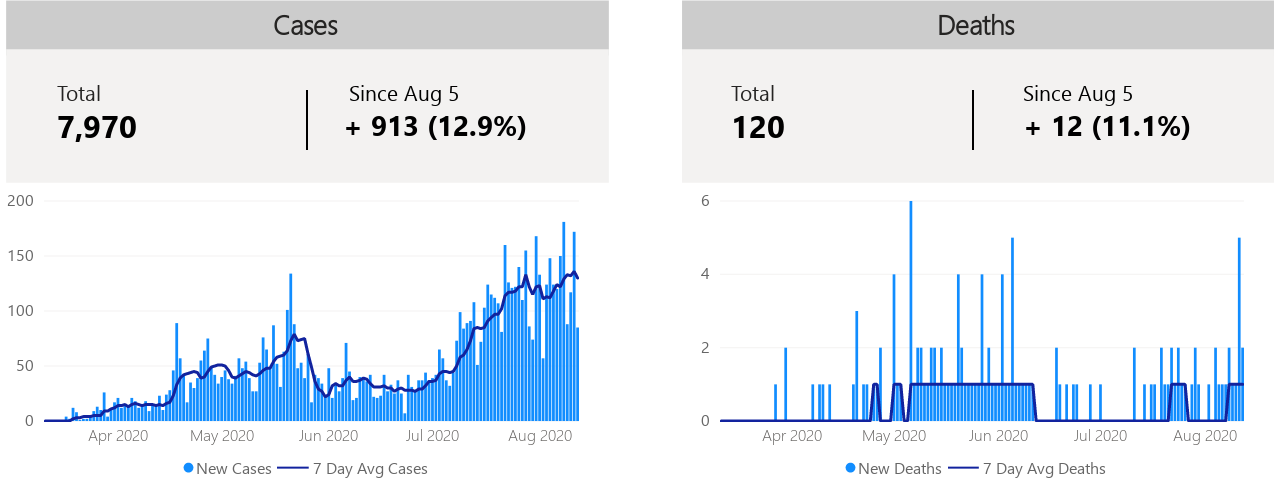 Cases
Total
7,970
Since Aug 5
+ 913 (12.9%)
200
150
100
50
0
Apr 2020 May 2020 Jun 2020 Jul 2020 Aug 2020
New Cases 7 Day Avg Cases
Deaths
Total
120
Since Aug 5
+ 12 (11.1%)
6
4
2
0
Apr 2020 May 2020 Jun 2020 Jul 2020 Aug 2020
New Deaths 7 Day Avg Deaths